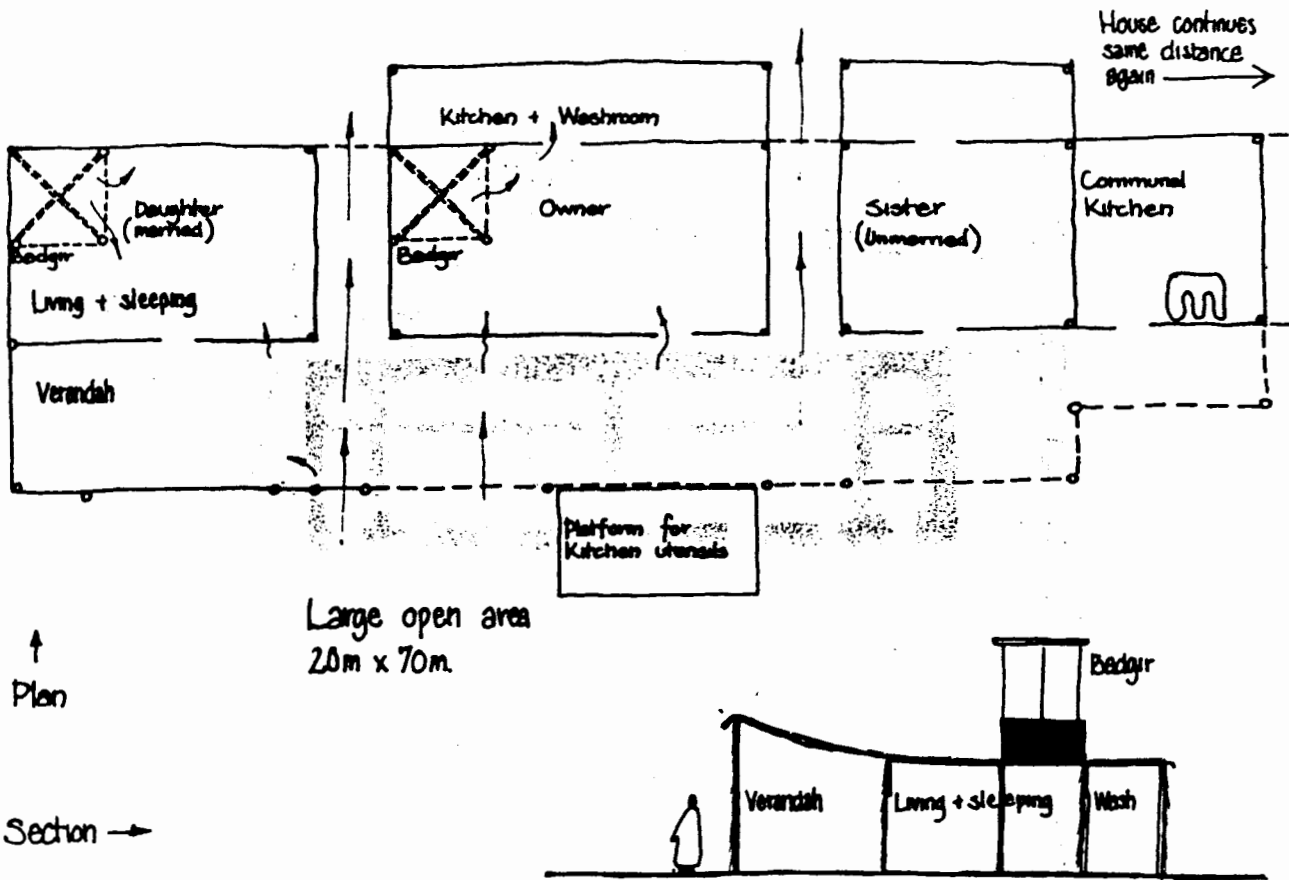 House continues
same distance
again
Kitchen + Washroom
Daughter
(married)
Badgir
Living + sleeping
Owner
Badgir
Sister
(Unmarried)
Communal
Kitchen
Verandah
Platform for
Kitchen utensils
Large open area
20m x 70m.
Plan
Badgir
Verandah
Living + sleeping
Wash
Section